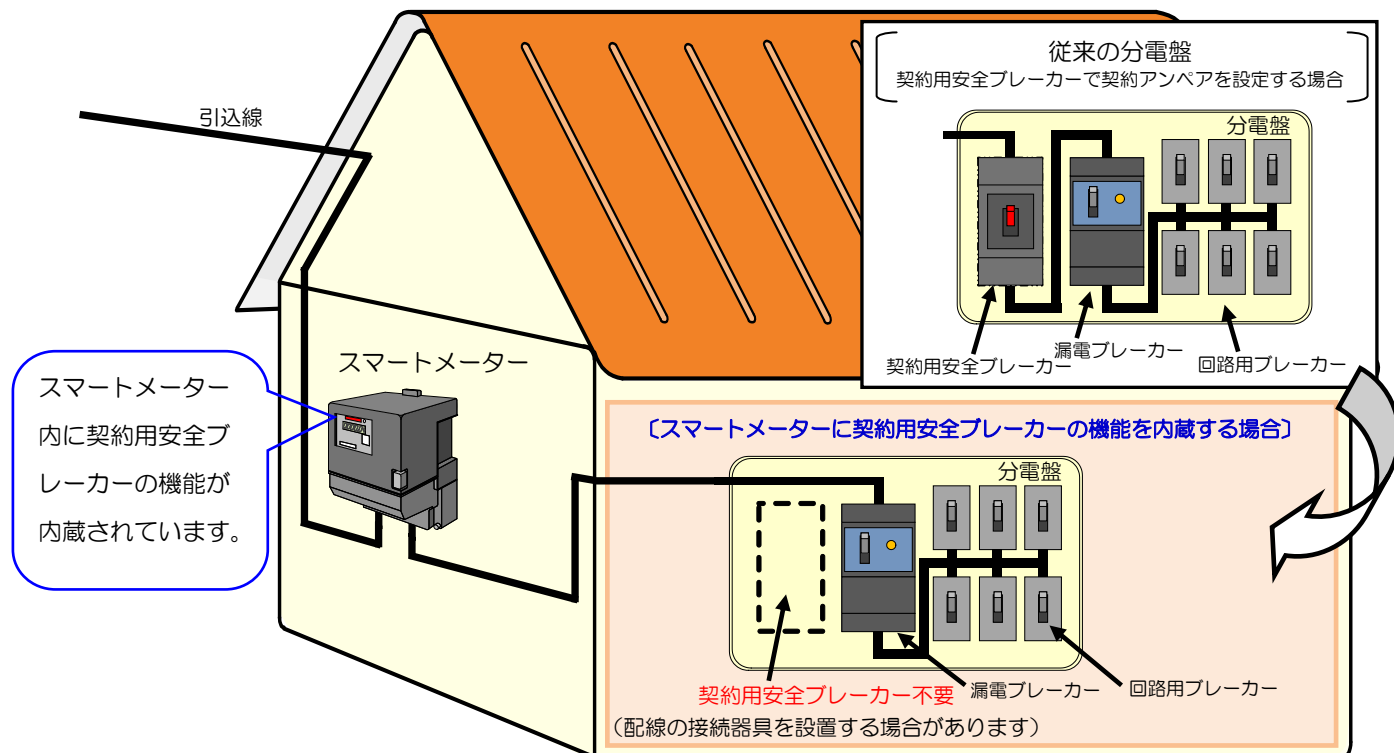 従来の分電盤
契約用安全ブレーカーで契約アンペアを設定する場合
分電盤
契約用安全ブレーカー
漏電ブレーカー
回路用ブレーカー
引込線
スマートメーター
スマートメーター
内に契約用安全ブ
レーカーの機能が
内蔵されています。
〔スマートメーターに契約用安全ブレーカーの機能を内蔵する場合〕
分電盤
契約用安全ブレーカー不要
漏電ブレーカー
回路用ブレーカー
（配線の接続器具を設置する場合があります）